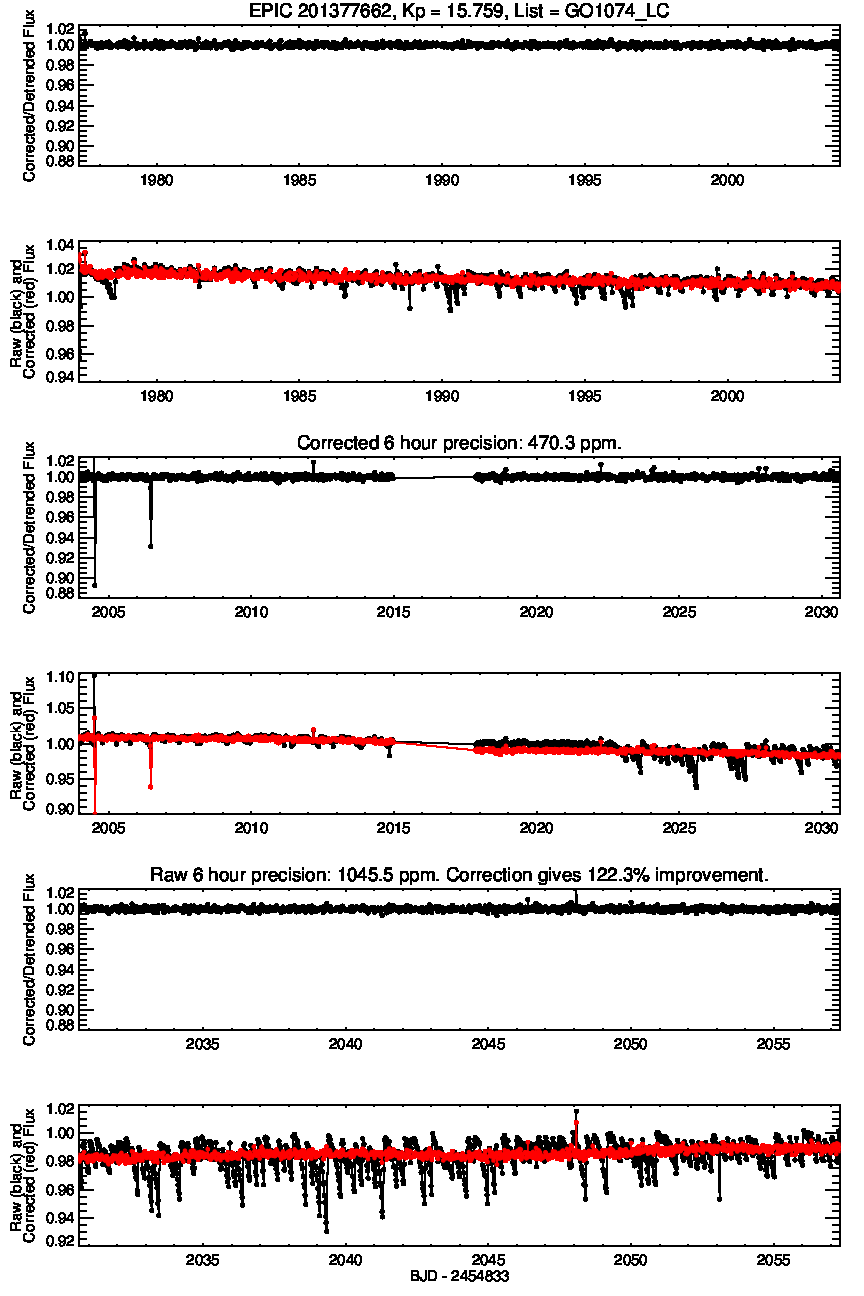 EPIC 201377662, Kp = 15.759, List = GO1074_LC
Corrected/Detrended Flux
1.02
1.00
0.98
0.96
0.94
0.92
0.90
0.88
1980 1985 1990 1995 2000
Raw (black) and
Corrected (red) Flux
1.04
1.02
1.00
0.98
0.96
0.94
1980 1985 1990 1995 2000
Corrected 6 hour precision: 470.3 ppm.
Corrected/Detrended Flux
1.02
1.00
0.98
0.96
0.94
0.92
0.90
0.88
2005 2010 2015 2020 2025 2030
Raw (black) and
Corrected (red) Flux
1.10
1.05
1.00
0.95
0.90
2005 2010 2015 2020 2025 2030
Raw 6 hour precision: 1045.5 ppm. Correction gives 122.3% improvement.
Corrected/Detrended Flux
1.02
1.00
0.98
0.96
0.94
0.92
0.90
0.88
2035 2040 2045 2050 2055
Raw (black) and
Corrected (red) Flux
1.02
1.00
0.98
0.96
0.94
0.92
2035 2040 2045 2050 2055
BJD - 2454833